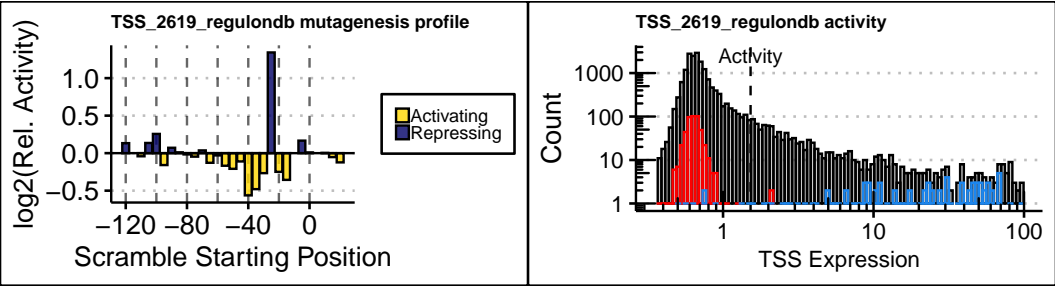 TSS_2619_regulondb mutagenesis profile
log2(Rel. Activity)
1.0
0.5
0.0
−0.5
−120 −80 −40 0
Scramble Starting Position
Activating
Repressing
TSS_2619_regulondb activity
Activity
Count
1000
100
10
1
1 10 100
TSS Expression